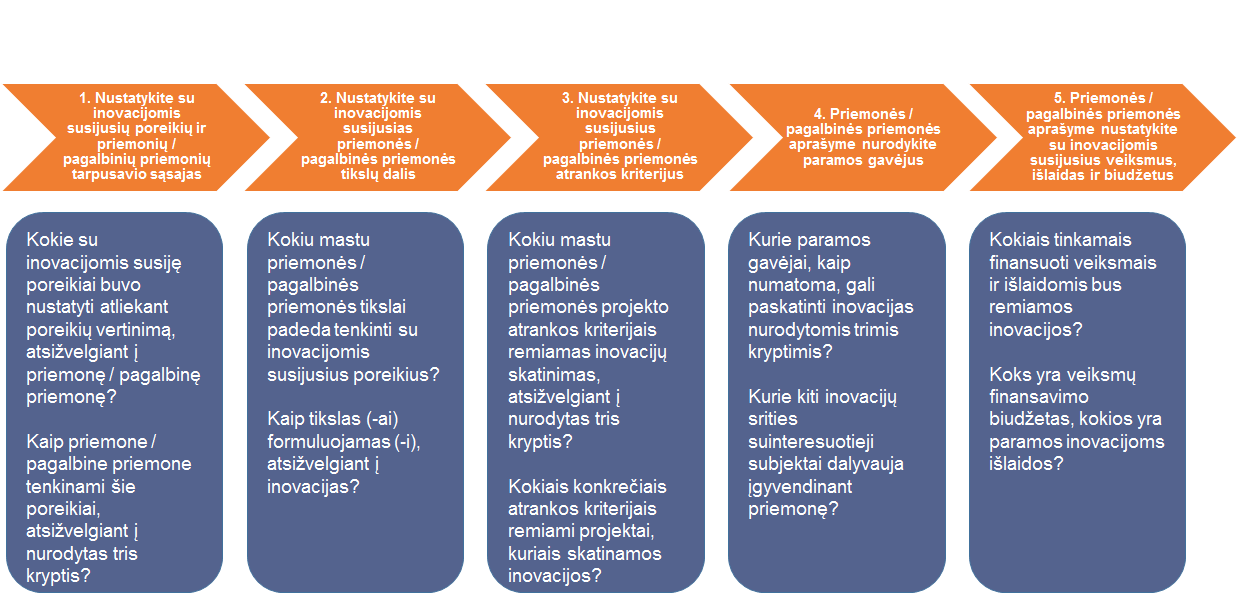 1. Nustatykite su
inovacijomis
susijusių poreikių ir
priemonių /
pagalbinių priemonių
tarpusavio sąsajas
2. Nustatykite su
inovacijomis
susijusias
priemonės /
pagalbinės priemonės
tikslų dalis
3. Nustatykite su
inovacijomis
susijusius
priemonės /
pagalbinės priemonės
atrankos kriterijus
4. Priemonės /
pagalbinės priemonės
aprašyme nurodykite
paramos gavėjus
5. Priemonės /
pagalbinės priemonės
aprašyme nustatykite
su inovacijomis
susijusius veiksmus,
išlaidas ir biudžetus
Kokie su
inovacijomis susiję
poreikiai buvo
nustatyti atliekant
poreikių vertinimą,
atsižvelgiant į
priemonę / pagalbinę
priemonę?
Kaip priemone /
pagalbine priemone
tenkinami šie
poreikiai,
atsižvelgiant į
nurodytas tris
kryptis?
Kokiu mastu
priemonės /
pagalbinės
priemonės tikslai
padeda tenkinti su
inovacijomis
susijusius poreikius?
Kaip tikslas (-ai)
formuluojamas (-i),
atsižvelgiant į
inovacijas?
Kokiu mastu
priemonės /
pagalbinės
priemonės projekto
atrankos kriterijais
remiamas inovacijų
skatinimas,
atsižvelgiant į
nurodytas tris
kryptis?
Kokiais konkrečiais
atrankos kriterijais
remiami projektai,
kuriais skatinamos
inovacijos?
Kurie paramos
gavėjai, kaip
numatoma, gali
paskatinti inovacijas
nurodytomis trimis
kryptimis?
Kurie kiti inovacijų
srities
suinteresuotieji
subjektai dalyvauja
įgyvendinant
priemonę?
Kokiais tinkamais
finansuoti veiksmais
ir išlaidomis bus
remiamos
inovacijos?
Koks yra veiksmų
finansavimo
biudžetas, kokios yra
paramos inovacijoms
išlaidos?